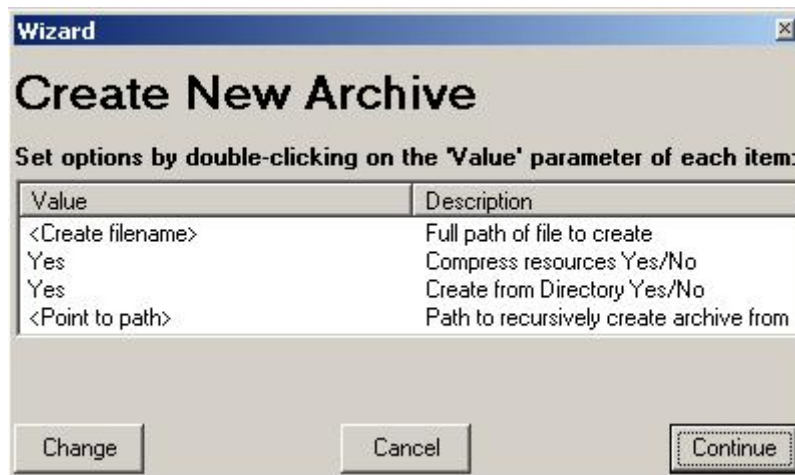 Wizard
Create New Archive
Set options by double-clicking on the 'Value' parameter of each item:
Value Description
<Create filename> Full path of file to create
Yes Compress resources Yes/No
Yes Create from Directory Yes/No
<Point to path> Path to recursively create archive from
Change Cancel Continue